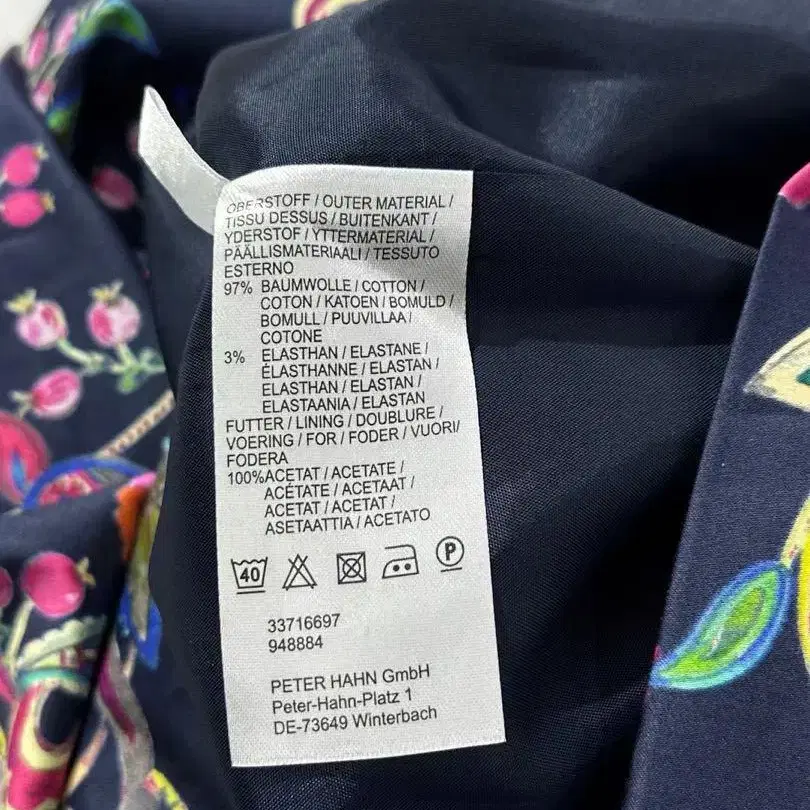 OBERSTOFF / OUTER MATERIAL /
TISSU DESSUS / BUITENKANT /
YDERSTOF / YTTERMATERIAL /
PÄÄLLISMATERIAALI / TESSUTO
ESTERNO
97% BAUMWOLLE / COTTON /
COTON / KATOEN / BOMULD /
BOMULL / PUUVILLAA /
COTONE
3% ELASTHAN / ELASTANE /
ÉLASTHANNE / ELASTAN /
ELASTHAN / ELASTAN /
ELASTAANIA / ELASTAN
FUTTER / LINING / DOUBLURE /
VOERING / FOR / FODER / VUORI/
FODERA
100%ACETAT / ACETATE /
ACÉTATE / ACETAAT /
ACETAT / ACETAT /
ASETAATTIA / ACETATO
40 P
33716697
948884
PETER HAHN GmbH
Peter-Hahn-Platz 1
DE-73649 Winterbach